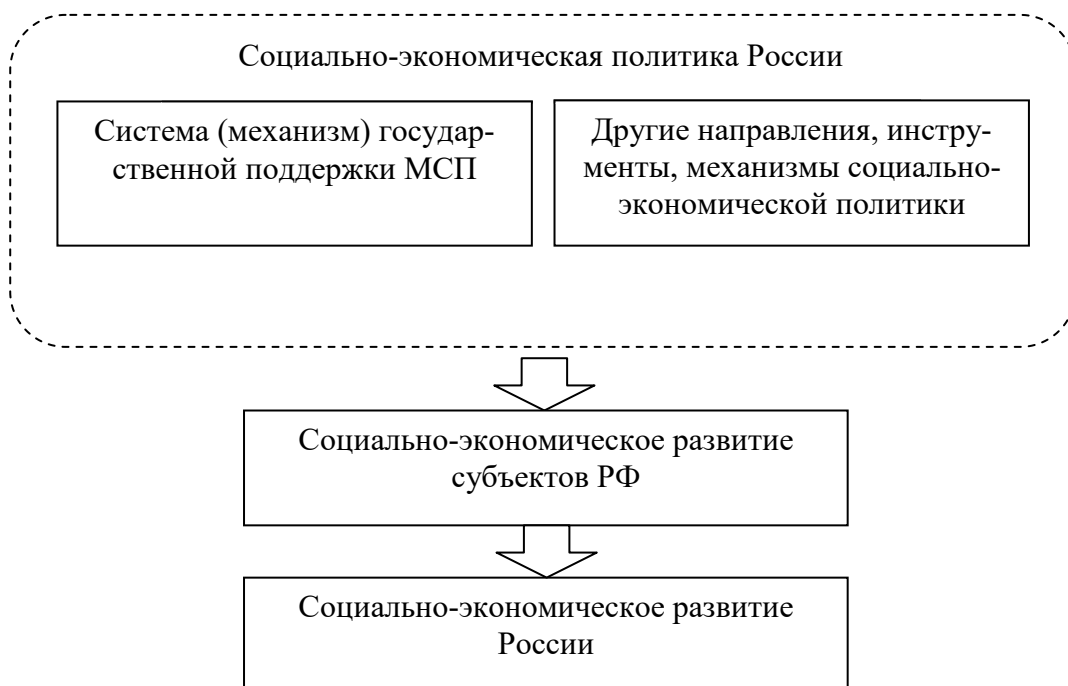 Социально-экономическая политика России
Система (механизм) государ-
ственной поддержки МСП
Другие направления, инстру-
менты, механизмы социально-
экономической политики
Социально-экономическое развитие
субъектов РФ
Социально-экономическое развитие
России